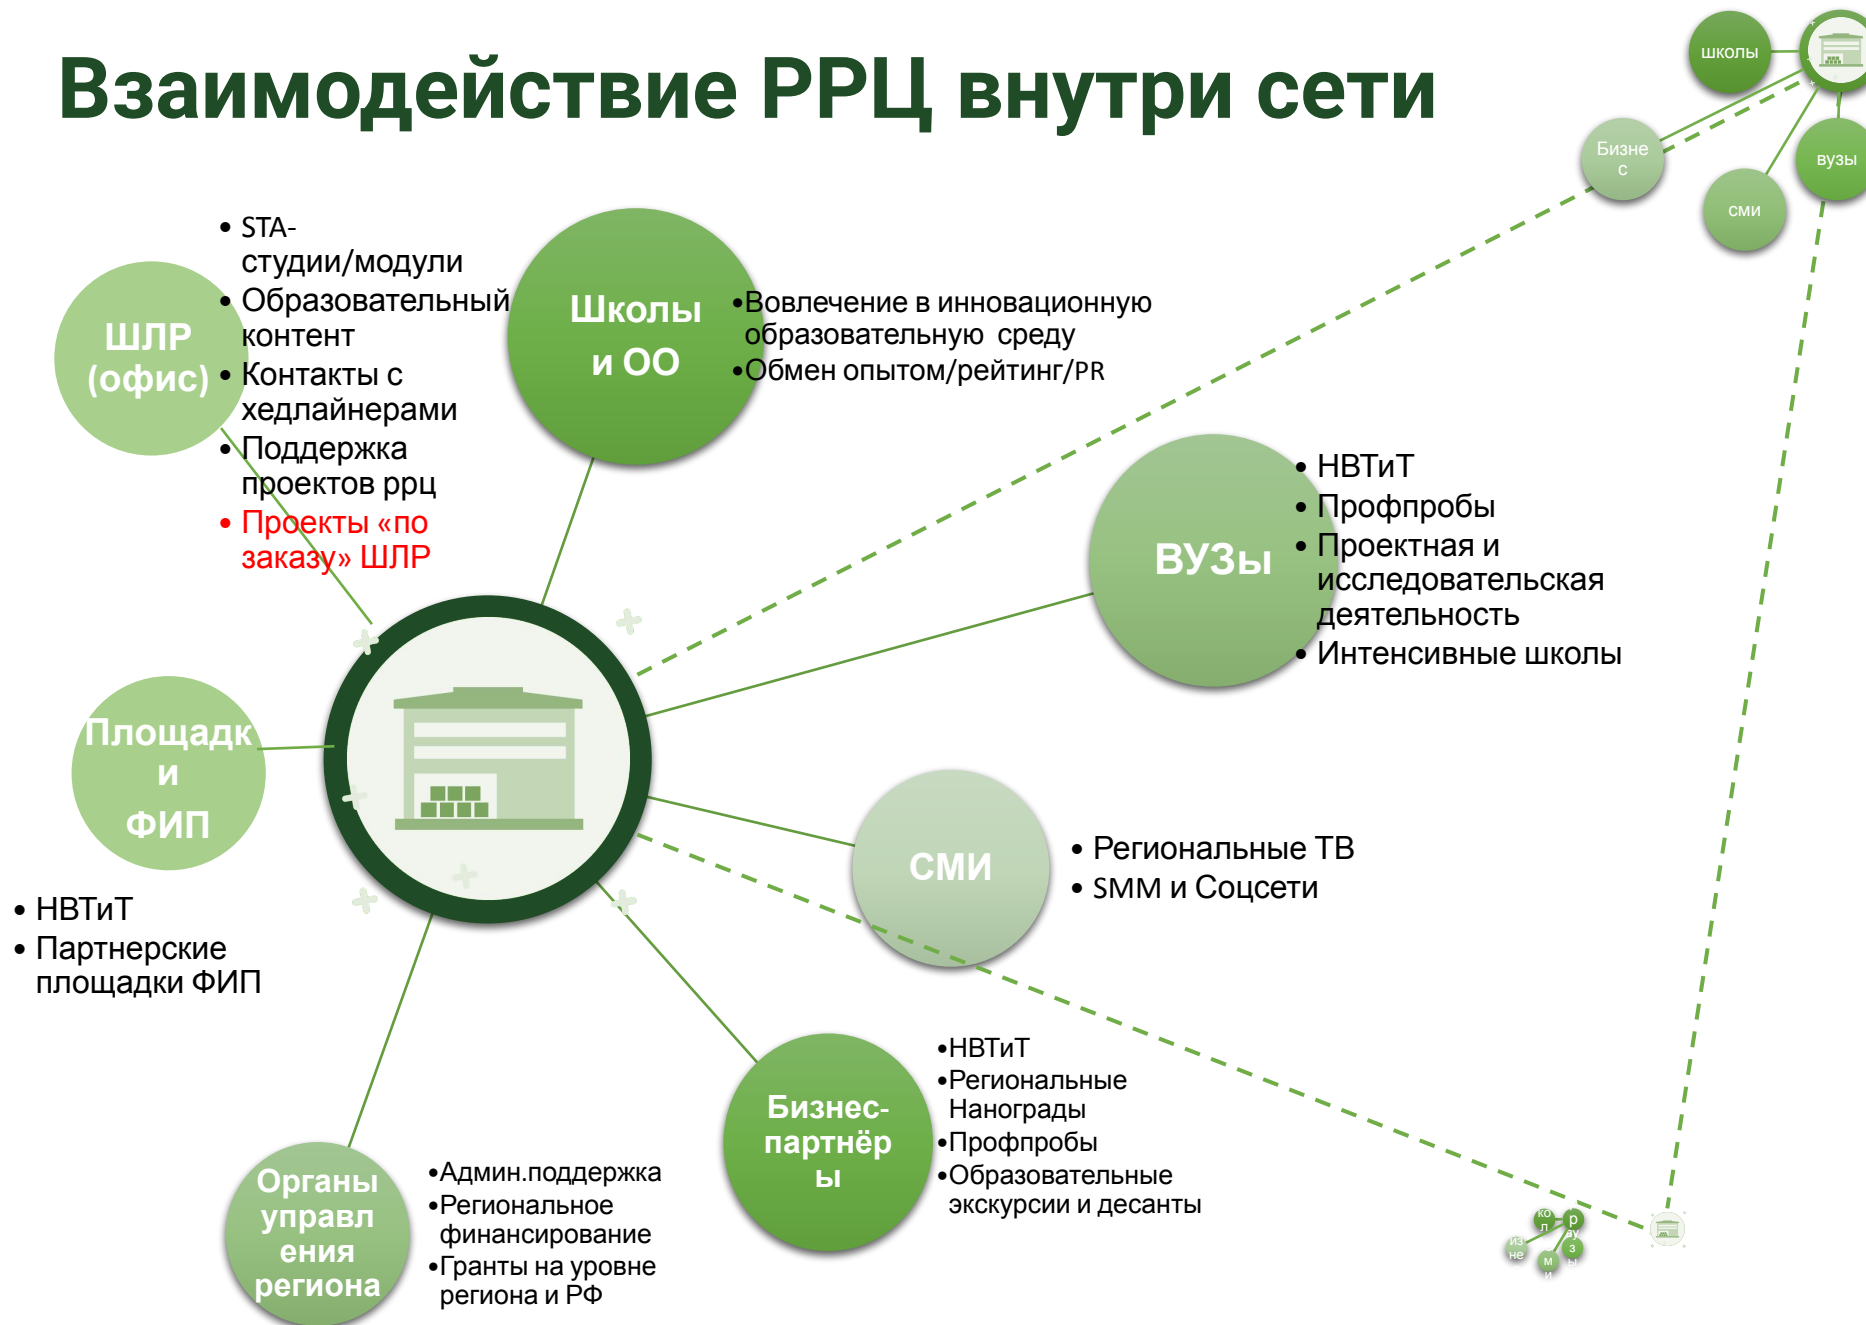 Взаимодействие РРЦ внутри сети
школы
Бизне
с
сми
вузы
ШЛР
(офис)
• STA-
студии/модули
• Образовательный
контент
• Контакты с
хедлайнерами
• Поддержка
проектов ррц
• Проекты «по
заказу» ШЛР
Школы
и ОО
•Вовлечение в инновационную
образовательную среду
•Обмен опытом/рейтинг/PR
ВУЗы
• НВТиТ
• Профпробы
• Проектная и
исследовательская
деятельность
• Интенсивные школы
Площадк
и
ФИП
• НВТиТ
• Партнерские
площадки ФИП
СМИ
• Региональные ТВ
• SMM и Соцсети
Бизнес-
партнёр
ы
•НВТиТ
•Региональные
Нанограды
•Профпробы
•Образовательные
экскурсии и десанты
Органы
управл
ения
региона
•Админ.поддержка
•Региональное
финансирование
•Гранты на уровне
региона и РФ